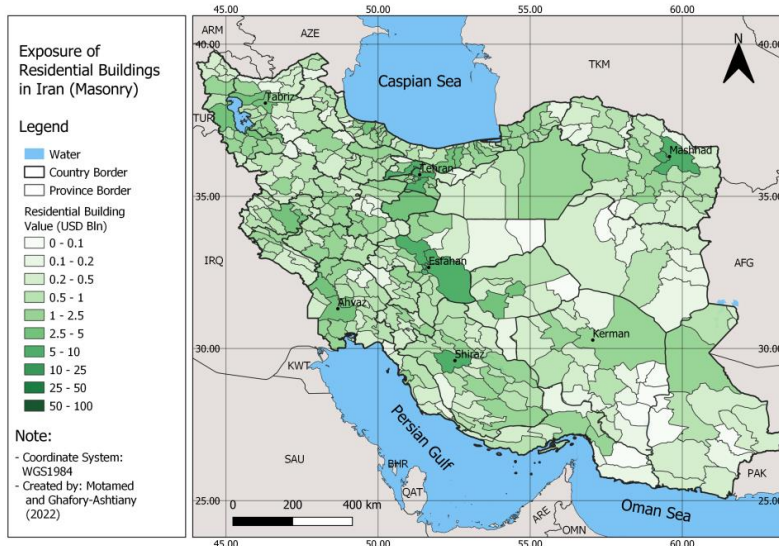 Exposure of
Residential Buildings
in Iran (Masonry)
Legend
Water
Country Border
Province Border
Residential Building
Value (USD Bln)
0 - 0.1
0.1 - 0.2
0.2 - 0.5
0.5 - 1
1 - 2.5
2.5 - 5
5 - 10
10 - 25
25 - 50
50 - 100
Note:
- Coordinate System:
WGS1984
- Created by: Motamed
and Ghafory-Ashtiany
(2022)
45.00 50.00 55.00 60.00
ARM
AZE
40.00 40.00
N
TKM
Caspian Sea
Tabriz
TUR
Mashhad
Tehran
35.00 35.00
IRQ
AFG
Esfahan
Ahvaz
Kerman
30.00 30.00
Shiraz
KWT
Persian Gulf
SAU
BHR
PAK
QAT
25.00 25.00
Oman Sea
ARE
0 200 400 km
OMN
45.00 50.00 55.00 60.00